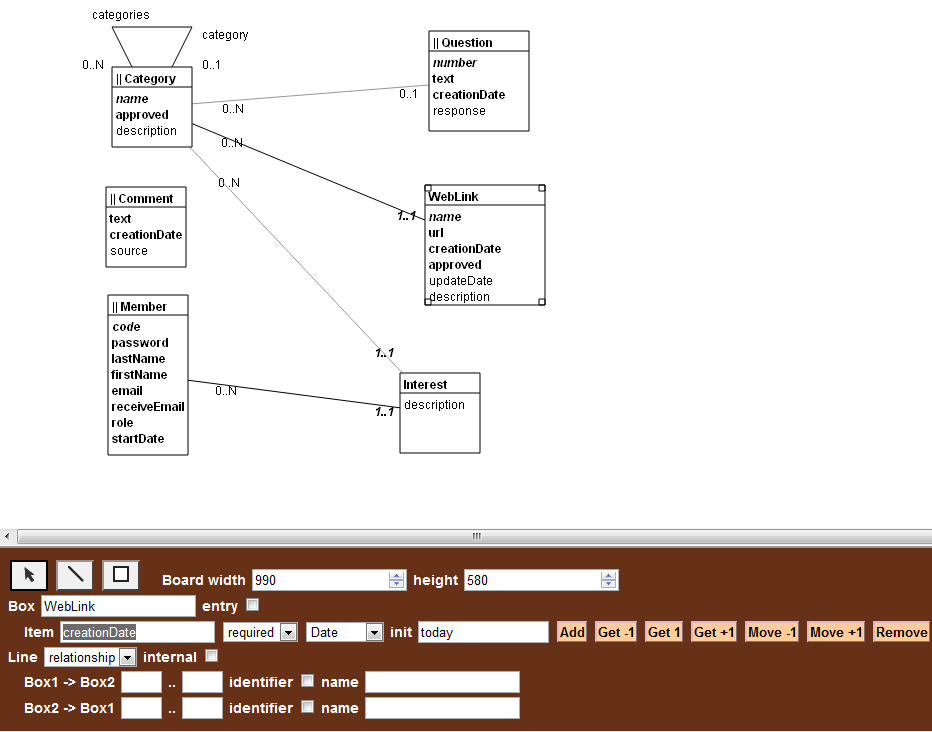 categories
category
0..N
0..1
|| Category
name
approved
description
|| Question
number
text
creationDate
response
0..1
0..N
0..N
0..N
|| Comment
text
creationDate
source
WebLink
name
url
creationDate
approved
updateDate
description
1..1
|| Member
code
password
lastName
firstName
email
receiveEmail
role
startDate
1..1
Interest
description
0..N
1..1
Board width 990 height 580
Box WebLink entry
Item creationDate required Date init today Add Get -1 Get 1 Get +1 Move -1 Move +1 Remove
Line relationship internal
Box1 -> Box2 .. identifier name
Box2 -> Box1 .. identifier name